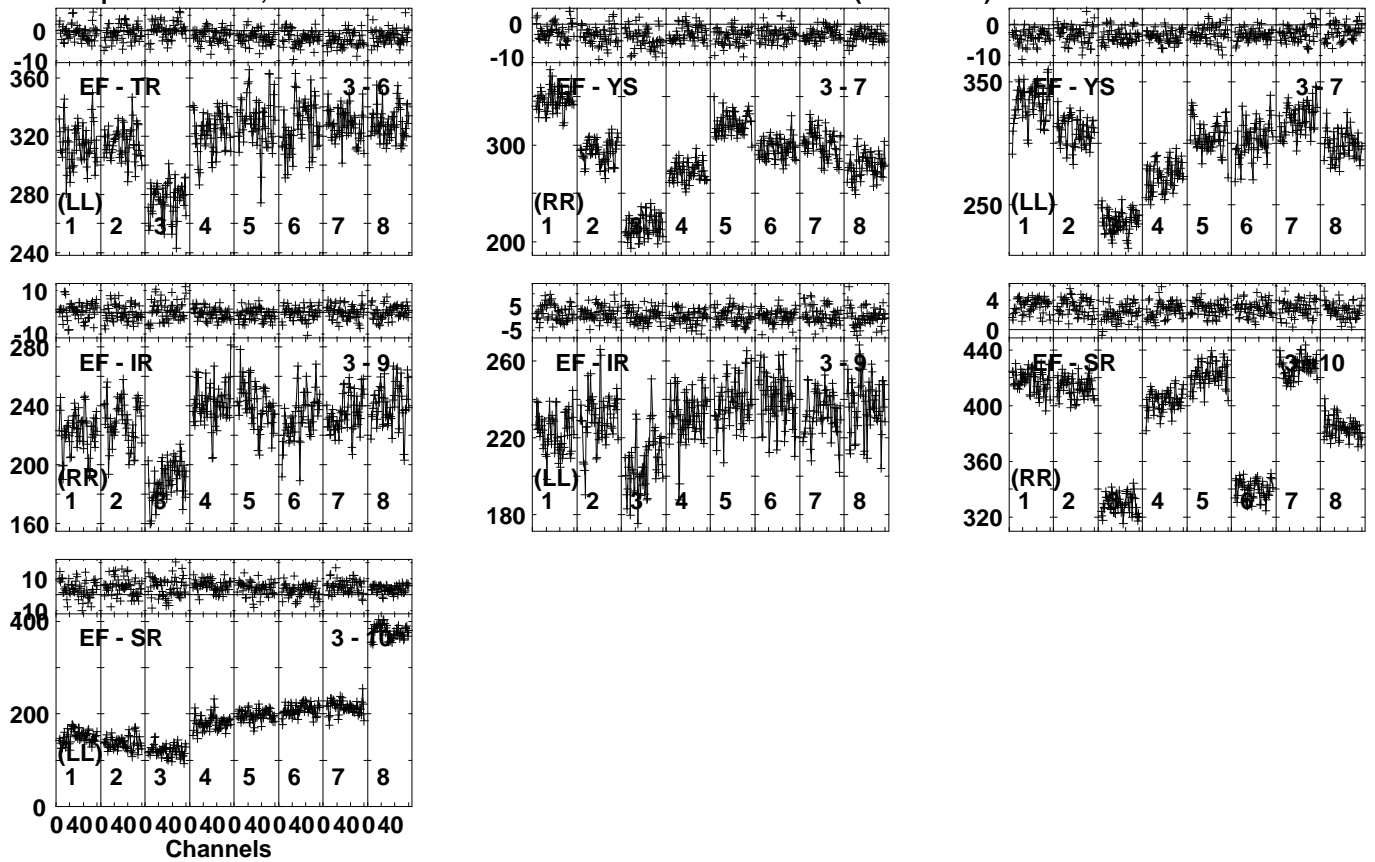 0
-10
360
320
280
240
EF - TR
3 - 6
(LL)
1 2 3 4 5 6 7 8
0
-10
300
200
EF - YS
3 - 7
(RR)
1 2 3 4 5 6 7 8
0
-10
350
250
EF - YS
3 - 7
(LL)
1 2 3 4 5 6 7 8
10
-10
280
240
200
160
EF - IR
3 - 9
(RR)
1 2 3 4 5 6 7 8
5
-5
260
220
180
EF - IR
3 - 9
(LL)
1 2 3 4 5 6 7 8
4
0
440
400
360
320
EF - SR
3 - 10
(RR)
1 2 3 4 5 6 7 8
10
-10
400
200
0
EF - SR
3 - 10
(LL)
1 2 3 4 5 6 7 8
0 40 0 40 0 40 0 40 0 40 0 40 0 40 0 40
Channels